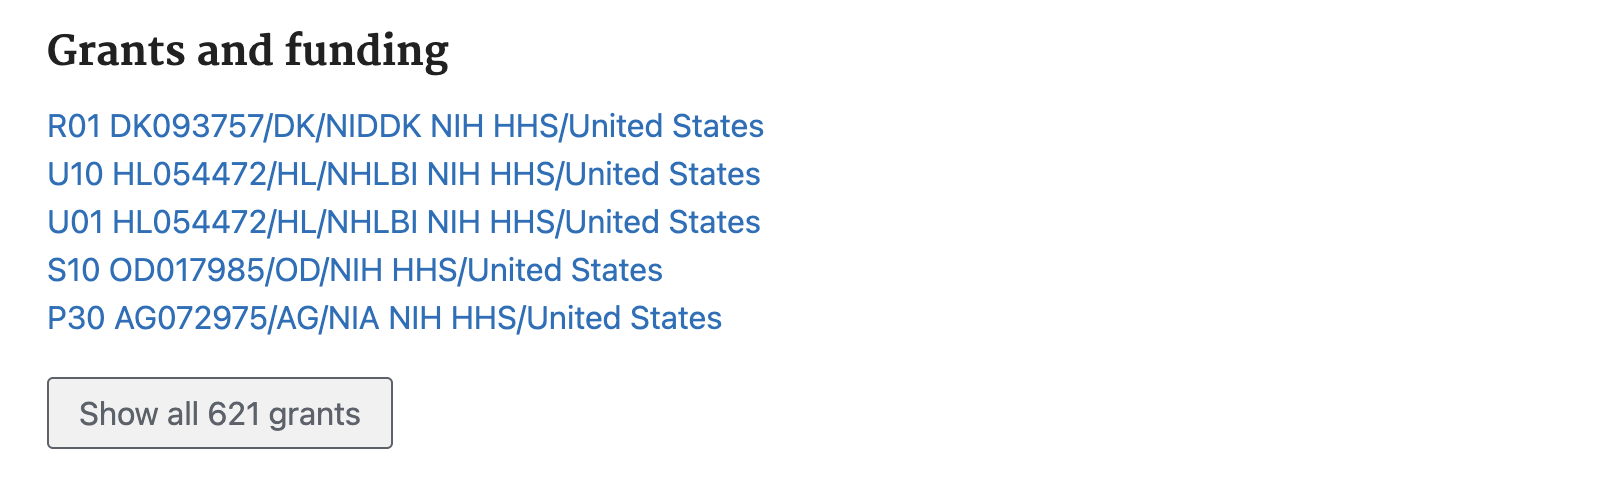 Grants and funding
R01 DK093757/DK/NIDDK NIH HHS/United States
U10 HL054472/HL/NHLBI NIH HHS/United States
U01 HL054472/HL/NHLBI NIH HHS/United States
S10 OD017985/OD/NIH HHS/United States
P30 AG072975/AG/NIA NIH HHS/United States
Show all 621 grants